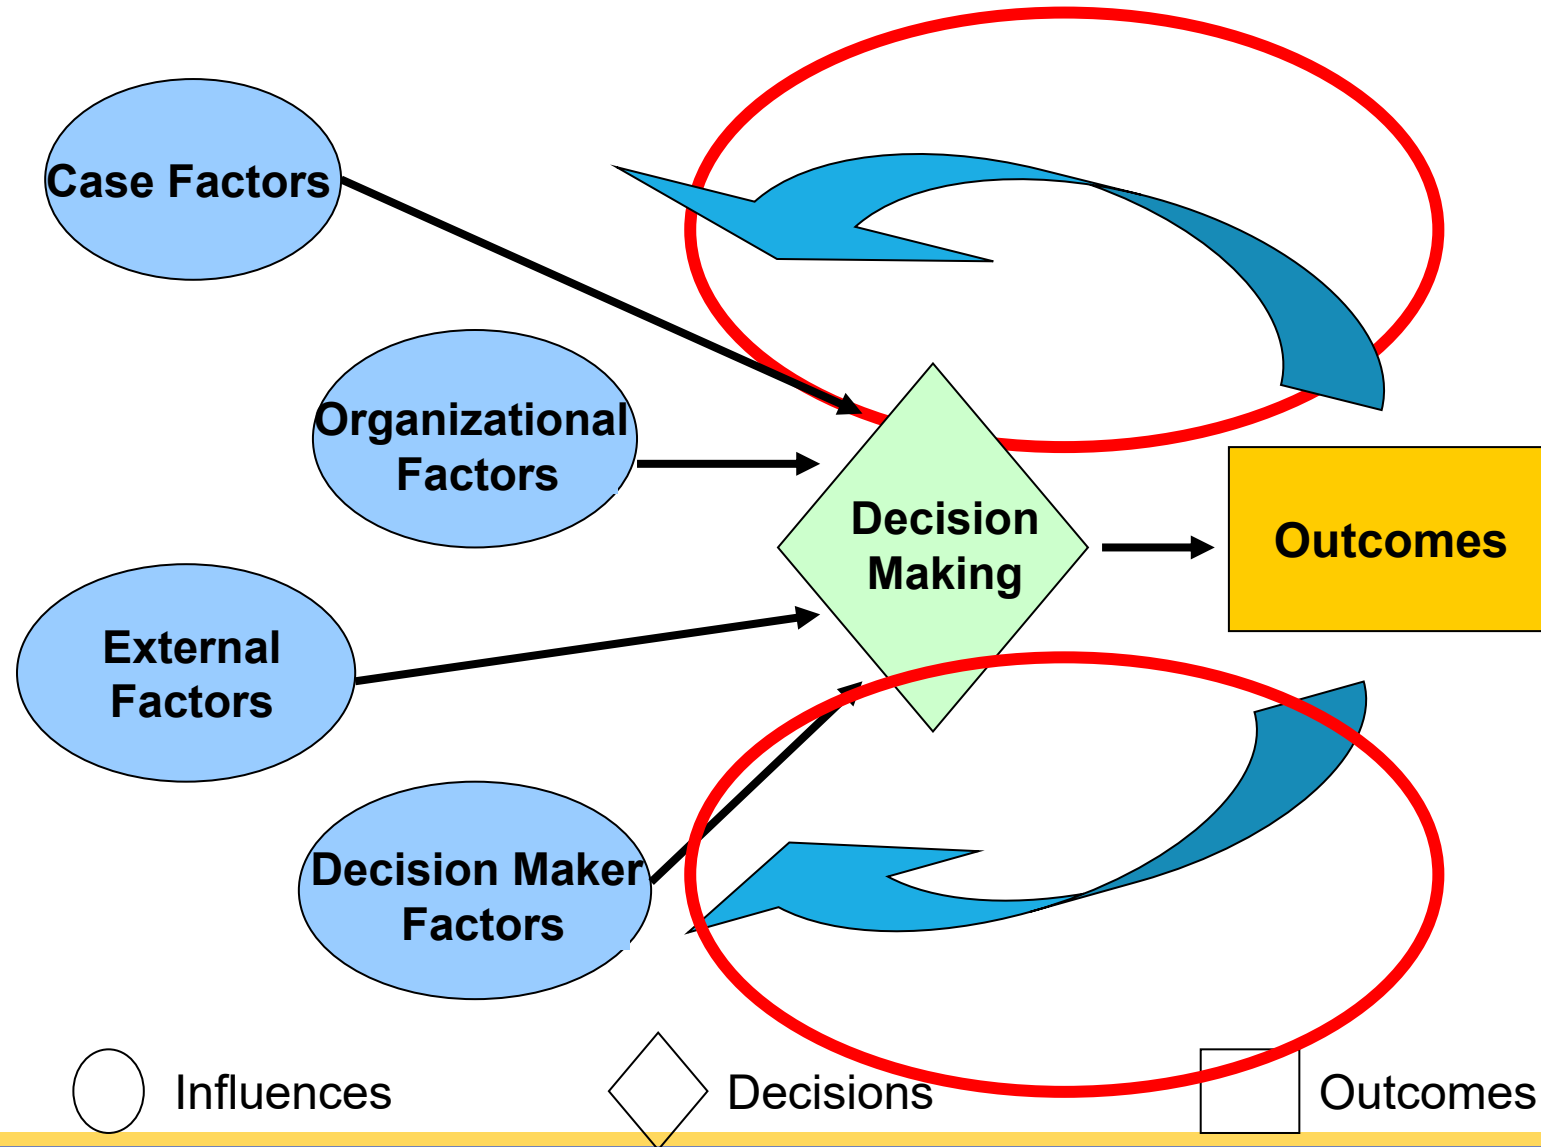 Case Factors
Organizational
Factors
Decision
Making
Outcomes
External
Factors
Decision Maker
Factors
Influences
Decisions
Outcomes